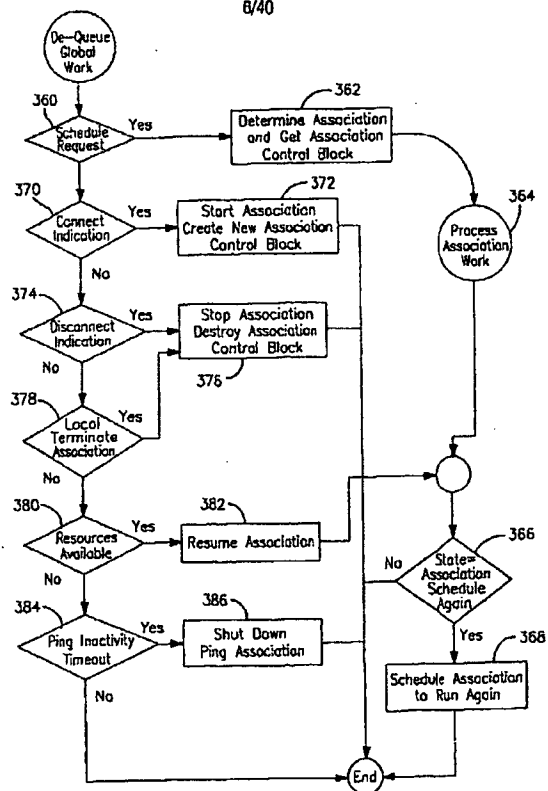 6/40
De-Queue
Global
Work
360
Schedule
Request
Yes
362
Determine Association
and Get Association
Control Block
370
Connect
Indication
Yes
372
Start Association
Create New Association
Control Block
364
Process
Association
Work
No
374
Disconnect
Indication
Yes
Stop Association
Destroy Association
Control Block
376
No
378
Local
Terminate
Association
Yes
No
380
Resources
Available
Yes
382
Resume Association
No
366
State=
Association
Schedule
Again
No
384
Ping Inactivity
Timeout
Yes
386
Shut Down
Ping Association
Yes
368
Schedule Association
to Run Again
No
End